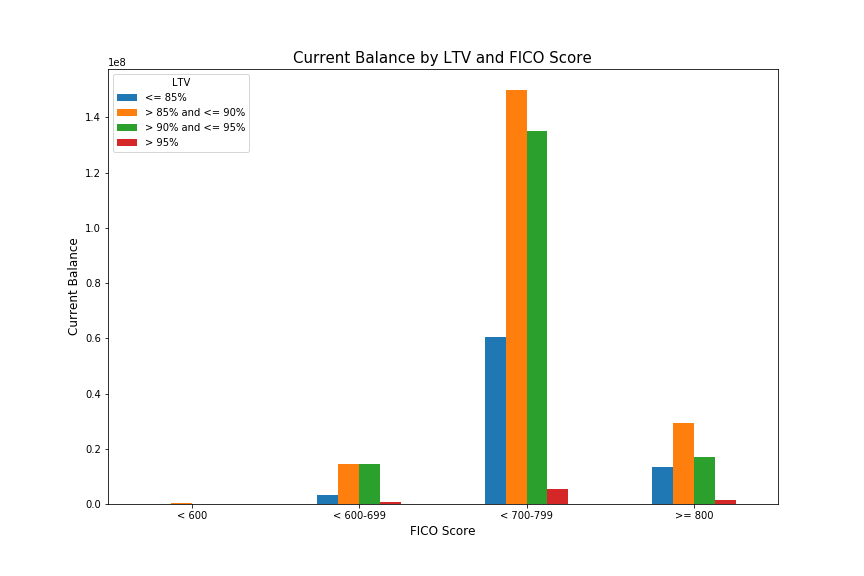 Current Balance by LTV and FICO Score
1e8
LTV
<= 85%
> 85% and <= 90%
> 90% and <= 95%
> 95%
1.4
1.2
1.0
0.8
0.6
0.4
0.2
0.0
Current Balance
< 600
< 600-699
< 700-799
>= 800
FICO Score